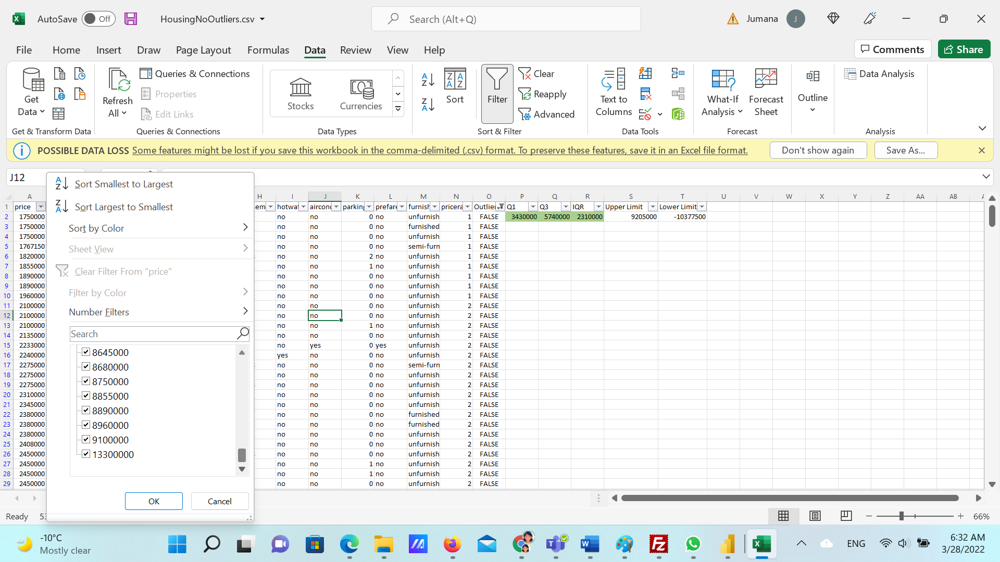 AutoSave Off HousingNoOutliers.csv Search (Alt+Q) Jumana J
File Home Insert Draw Page Layout Formulas Data Review View Help Comments Share
Get Data
Refresh All
Queries & Connections
Properties
Edit Links
Stocks
Currencies
Sort
Filter
Clear
Reapply
Advanced
Text to Columns
What-If Analysis
Forecast Sheet
Outline
Data Analysis
Get & Transform Data Queries & Connections Data Types Sort & Filter Data Tools Forecast Analysis
POSSIBLE DATA LOSS Some features might be lost if you save this workbook in the comma-delimited (.csv) format. To preserve these features, save it in an Excel file format. Don't show again Save As...
J12
Sort Smallest to Largest
Sort Largest to Smallest
Sort by Color
Sheet View
Clear Filter From "price"
Filter by Color
Number Filters
Search
8645000
8680000
8750000
8855000
8890000
8960000
9100000
13300000
OK Cancel
A H I J K L M N O P Q R S T U V W X Y Z AA AB
1 price hotwat aircond parking prefare furnish pricera Outlie Q1 Q3 IQR Upper Limit Lower Limit
2 1750000 no no 0 no unfurnish 1 FALSE 3430000 5740000 2310000 9205000 -10377500
3 1750000 no no 0 no furnished 1 FALSE
4 1750000 no no 0 no unfurnish 1 FALSE
5 1767150 no no 0 no semi-furn 1 FALSE
6 1820000 no no 2 no unfurnish 1 FALSE
7 1855000 no no 1 no unfurnish 1 FALSE
8 1890000 no no 0 no unfurnish 1 FALSE
9 1890000 no no 0 no unfurnish 1 FALSE
10 1960000 no no 0 no unfurnish 1 FALSE
11 2100000 no no 0 no unfurnish 2 FALSE
12 2100000 no no 0 no unfurnish 2 FALSE
13 2100000 no no 1 no unfurnish 2 FALSE
14 2135000 no no 0 no unfurnish 2 FALSE
15 2233000 no yes 0 yes unfurnish 2 FALSE
16 2240000 yes no 0 no unfurnish 2 FALSE
17 2275000 no no 0 no semi-furn 2 FALSE
18 2275000 no no 0 no unfurnish 2 FALSE
19 2275000 no no 0 no unfurnish 2 FALSE
20 2310000 no no 0 no unfurnish 2 FALSE
21 2345000 no no 0 no unfurnish 2 FALSE
22 2380000 no no 0 no furnished 2 FALSE
23 2380000 no no 0 no furnished 2 FALSE
24 2380000 no no 0 no unfurnish 2 FALSE
25 2408000 no no 0 no unfurnish 2 FALSE
26 2450000 no no 0 no unfurnish 2 FALSE
27 2450000 no no 1 no unfurnish 2 FALSE
28 2450000 no no 1 no unfurnish 2 FALSE
29 2450000 no no 0 no unfurnish 2 FALSE
Ready 66%
-10°C
Mostly clear
ENG
6:32 AM
3/28/2022